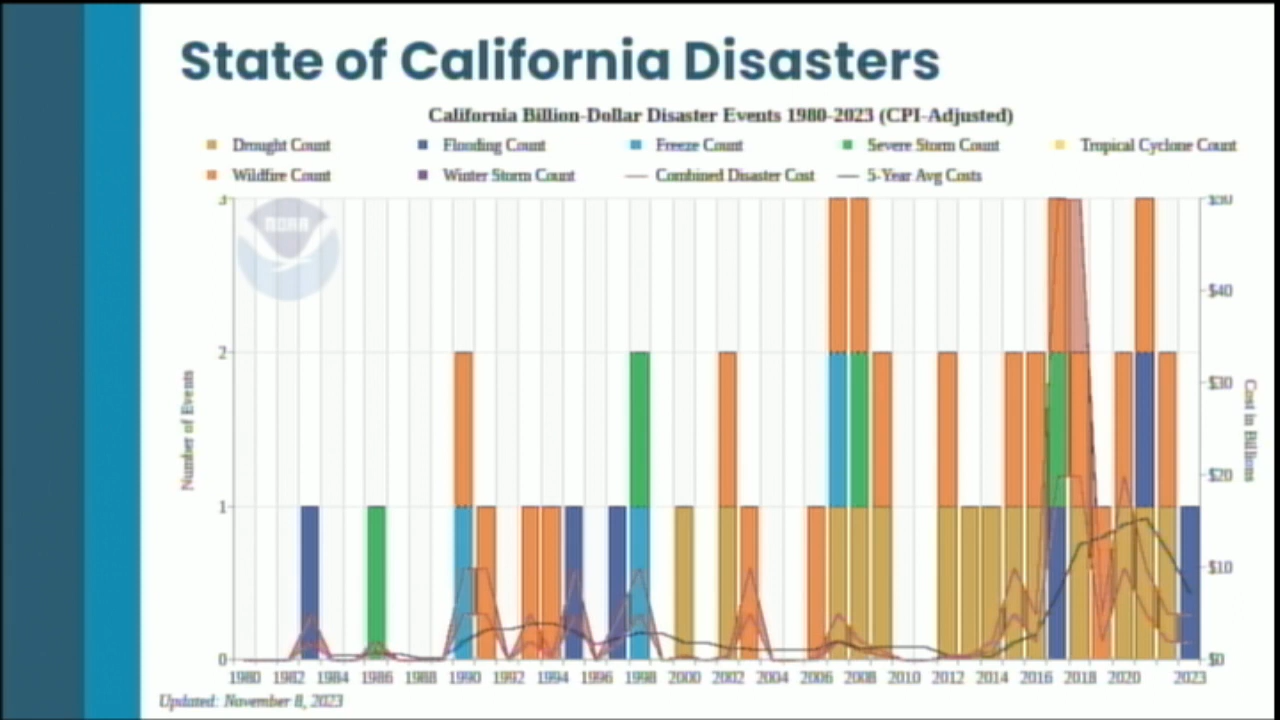 State of California Disasters
California Billion-Dollar Disaster Events 1980-2023 (CPI-Adjusted)
Drought Count Flooding Count Freeze Count Severe Storm Count Tropical Cyclone Count
Wildfire Count Winter Storm Count Combined Disaster Cost 5-Year Avg Costs
NOAA
3
2
1
0
Number of Events
$50
$40
$30
$20
$10
$0
Cost in Billions
1980 1982 1984 1986 1988 1990 1992 1994 1996 1998 2000 2002 2004 2006 2008 2010 2012 2014 2016 2018 2020 2023
Updated: November 8, 2023